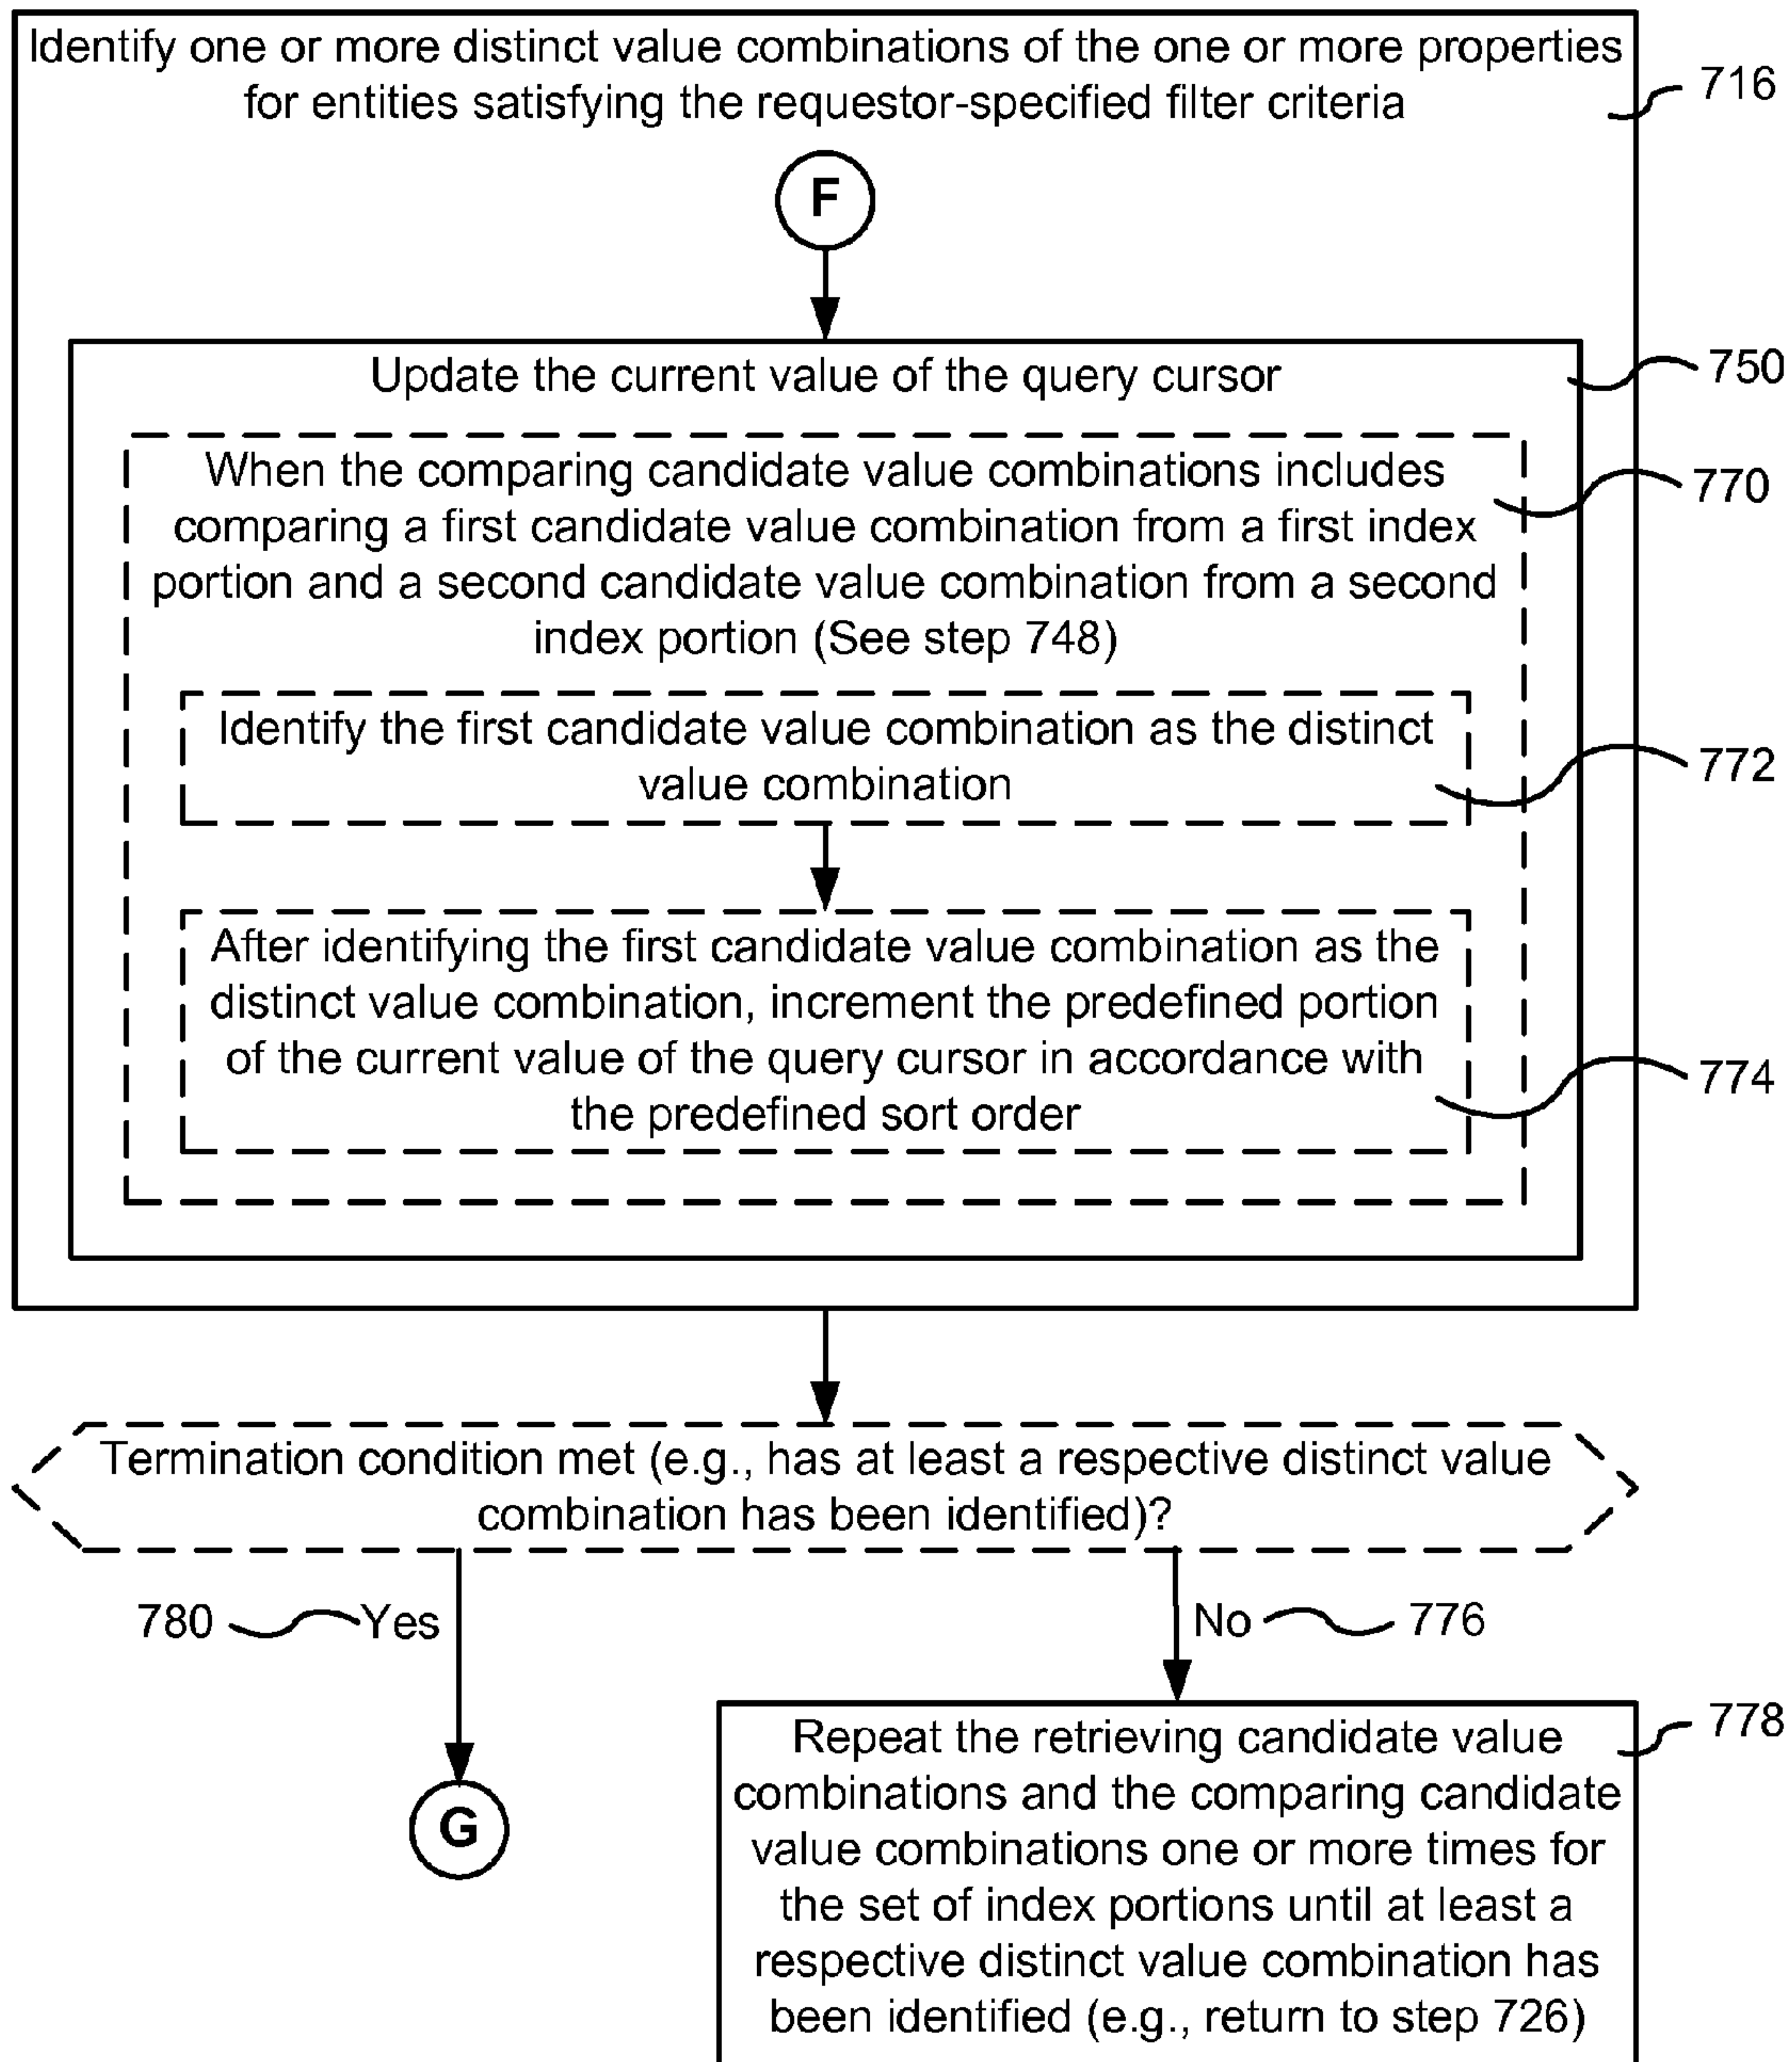 Identify one or more distinct value combinations of the one or more properties
for entities satisfying the requestor-specified filter criteria
716
F
Update the current value of the query cursor
750
When the comparing candidate value combinations includes
comparing a first candidate value combination from a first index
portion and a second candidate value combination from a second
index portion (See step 748)
770
Identify the first candidate value combination as the distinct
value combination
772
After identifying the first candidate value combination as the
distinct value combination, increment the predefined portion
of the current value of the query cursor in accordance with
the predefined sort order
774
Termination condition met (e.g., has at least a respective distinct value
combination has been identified)?
780
Yes
No
776
G
Repeat the retrieving candidate value
combinations and the comparing candidate
value combinations one or more times for
the set of index portions until at least a
respective distinct value combination has
been identified (e.g., return to step 726)
778